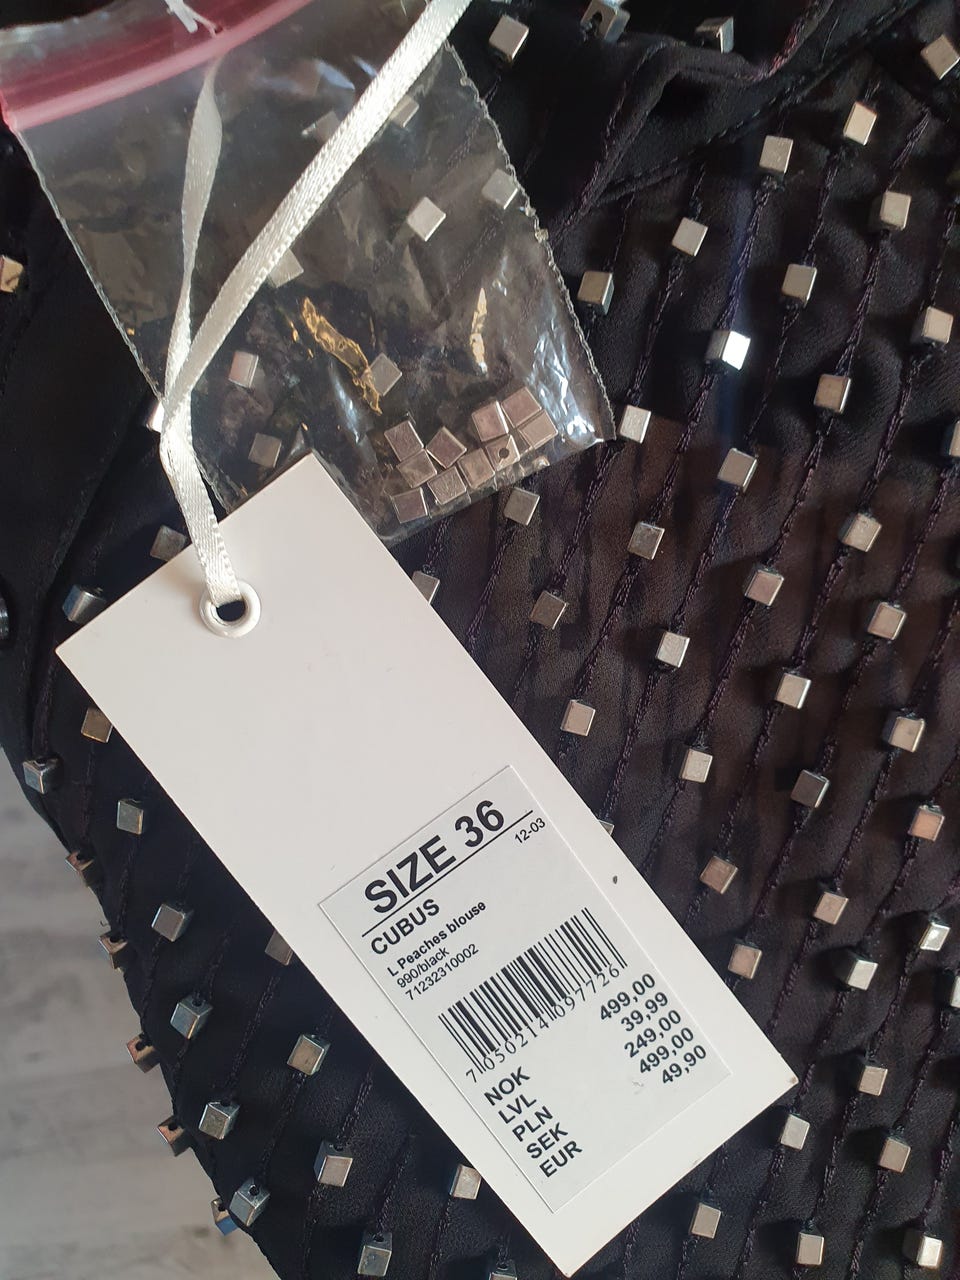 SIZE 36
12-03
CUBUS
L Peaches blouse
990/black
71232310002
7050214097726
NOK 499,00
LVL 39,99
PLN 249,00
SEK 499,00
EUR 49,90